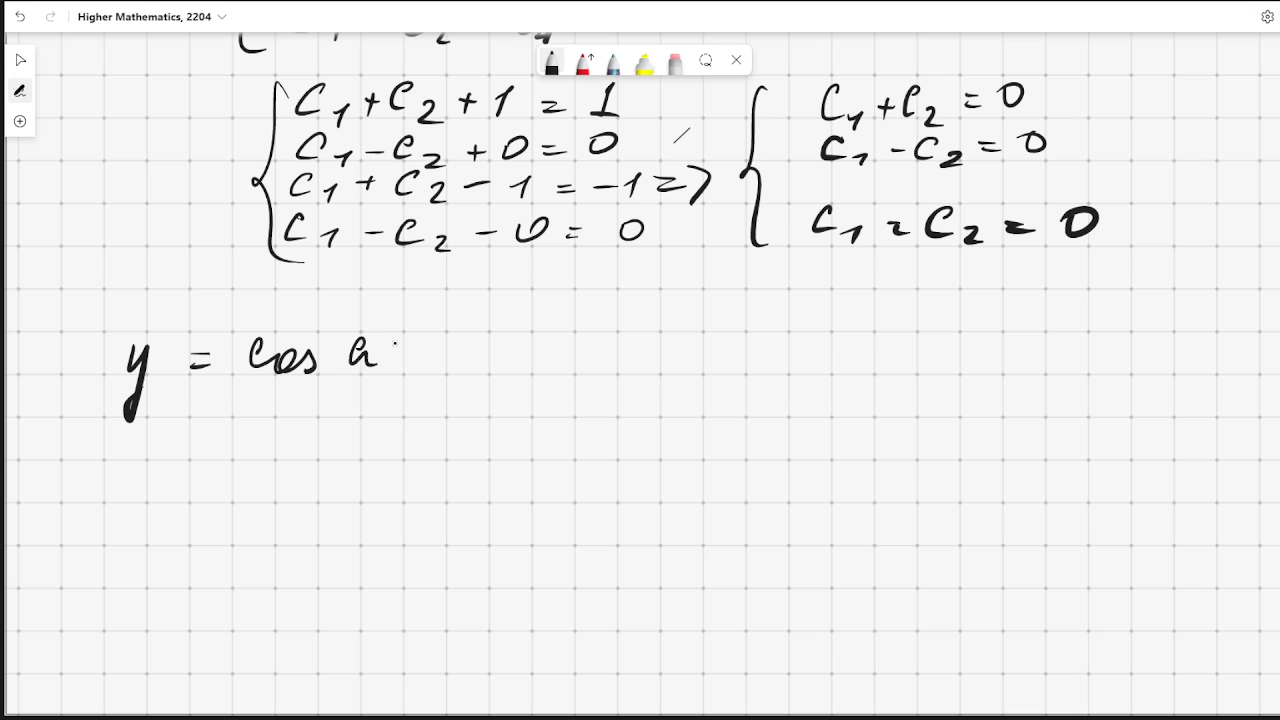 Higher Mathematics, 2204
C₁ + C₂ + 1 = 1
C₁ - C₂ + 0 = 0
C₁ + C₂ - 1 = -1 =>
C₁ - C₂ - 0 = 0
C₁ + C₂ = 0
C₁ - C₂ = 0
C₁ = C₂ = 0
y = cos a